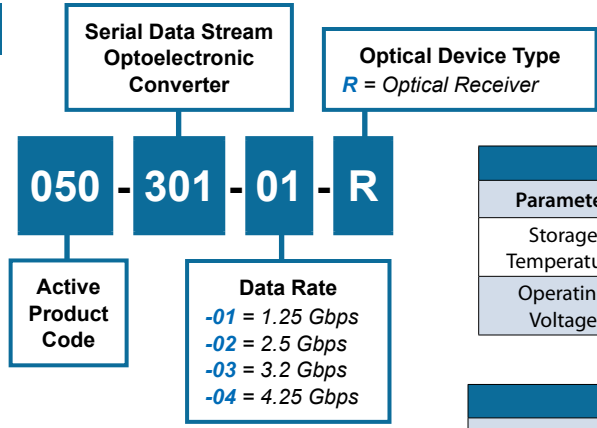 Serial Data Stream
Optoelectronic
Converter
Optical Device Type
R = Optical Receiver
050 - 301 - 01 - R
Active
Product
Code
Data Rate
-01 = 1.25 Gbps
-02 = 2.5 Gbps
-03 = 3.2 Gbps
-04 = 4.25 Gbps
Storage
Operatin
Voltage